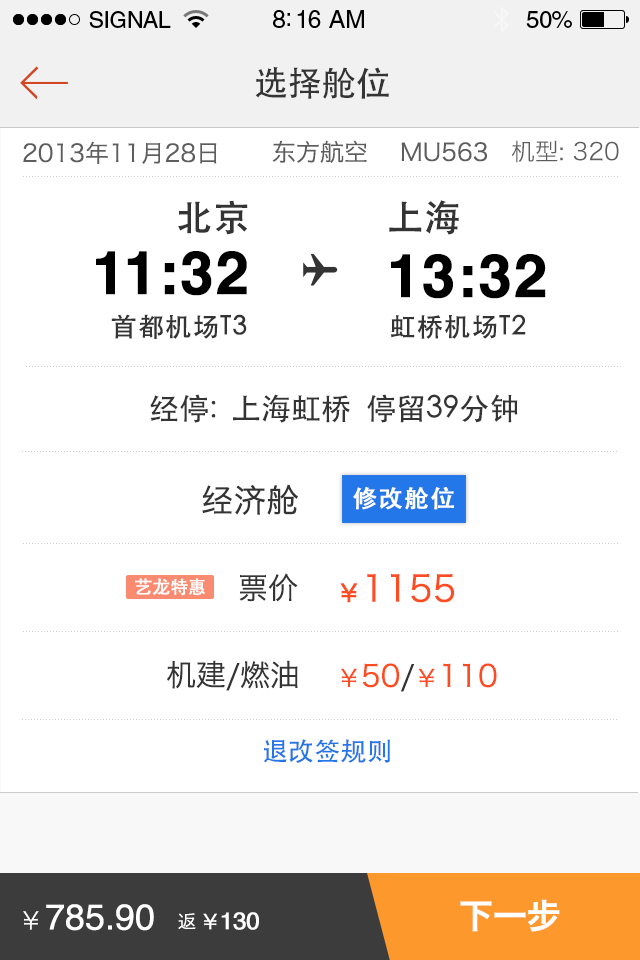 SIGNAL 8:16 AM 50%
选择舱位
2013年11月28日 东方航空 MU563 机型: 320
北京 上海
11:32 13:32
首都机场T3 虹桥机场T2
经停: 上海虹桥 停留39分钟
经济舱 修改舱位
艺龙特惠 票价 ¥1155
机建/燃油 ¥50/¥110
退改签规则
¥785.90 返 ¥130 下一步